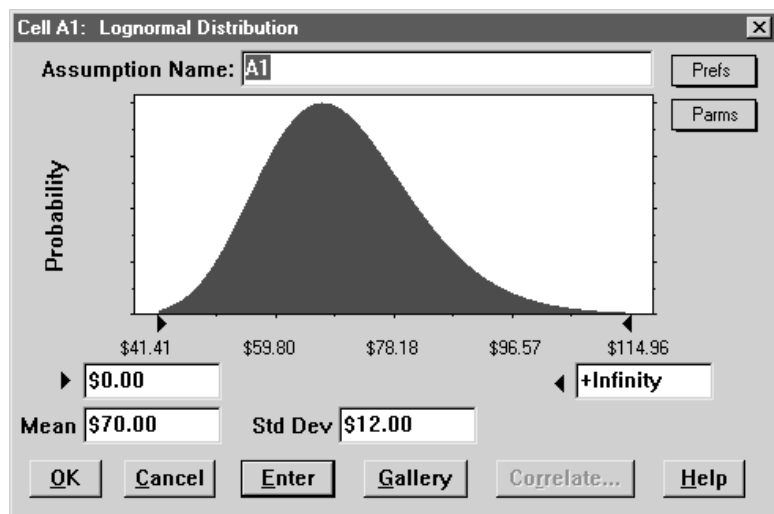 Cell A1: Lognormal Distribution
Assumption Name: A1
Prefs
Parms
Probability
$41.41 $59.80 $78.18 $96.57 $114.96
$0.00 +Infinity
Mean $70.00 Std Dev $12.00
OK Cancel Enter Gallery Correlate... Help